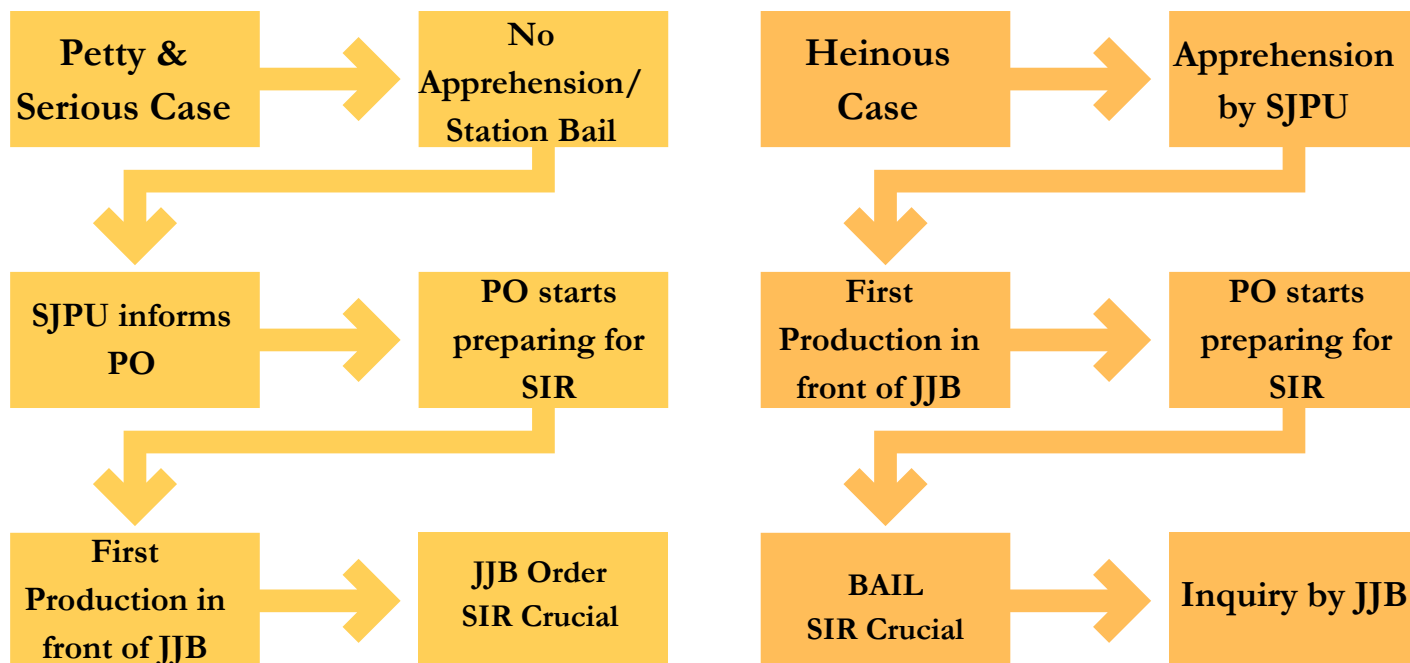 Petty &
Serious Case
No
Apprehension/
Station Bail
SJPU informs
PO
PO starts
preparing for
SIR
First
Production in
front of JJB
JJB Order
SIR Crucial
Heinous
Case
Apprehension
by SJPU
First
Production in
front of JJB
PO starts
preparing for
SIR
BAIL
SIR Crucial
Inquiry by JJB